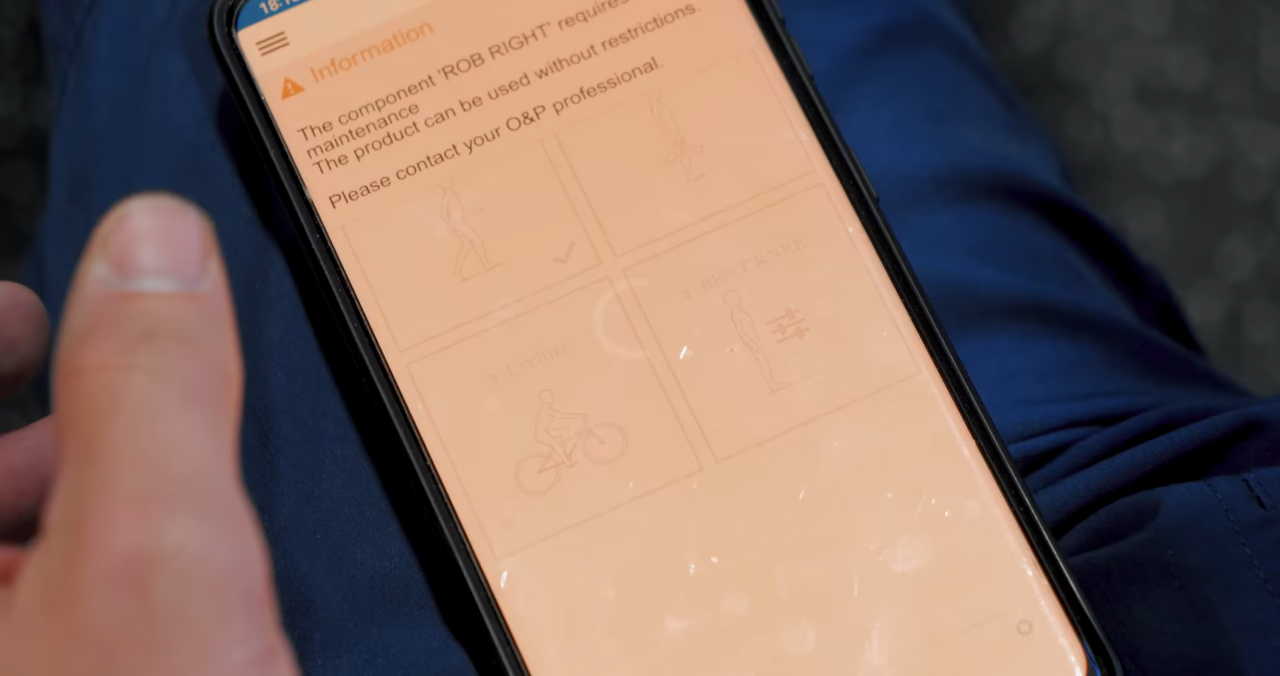 Information
The component 'ROB RIGHT' requires
maintenance
The product can be used without restrictions.
Please contact your O&P professional.
3. Cycling
4. BENT KNEE